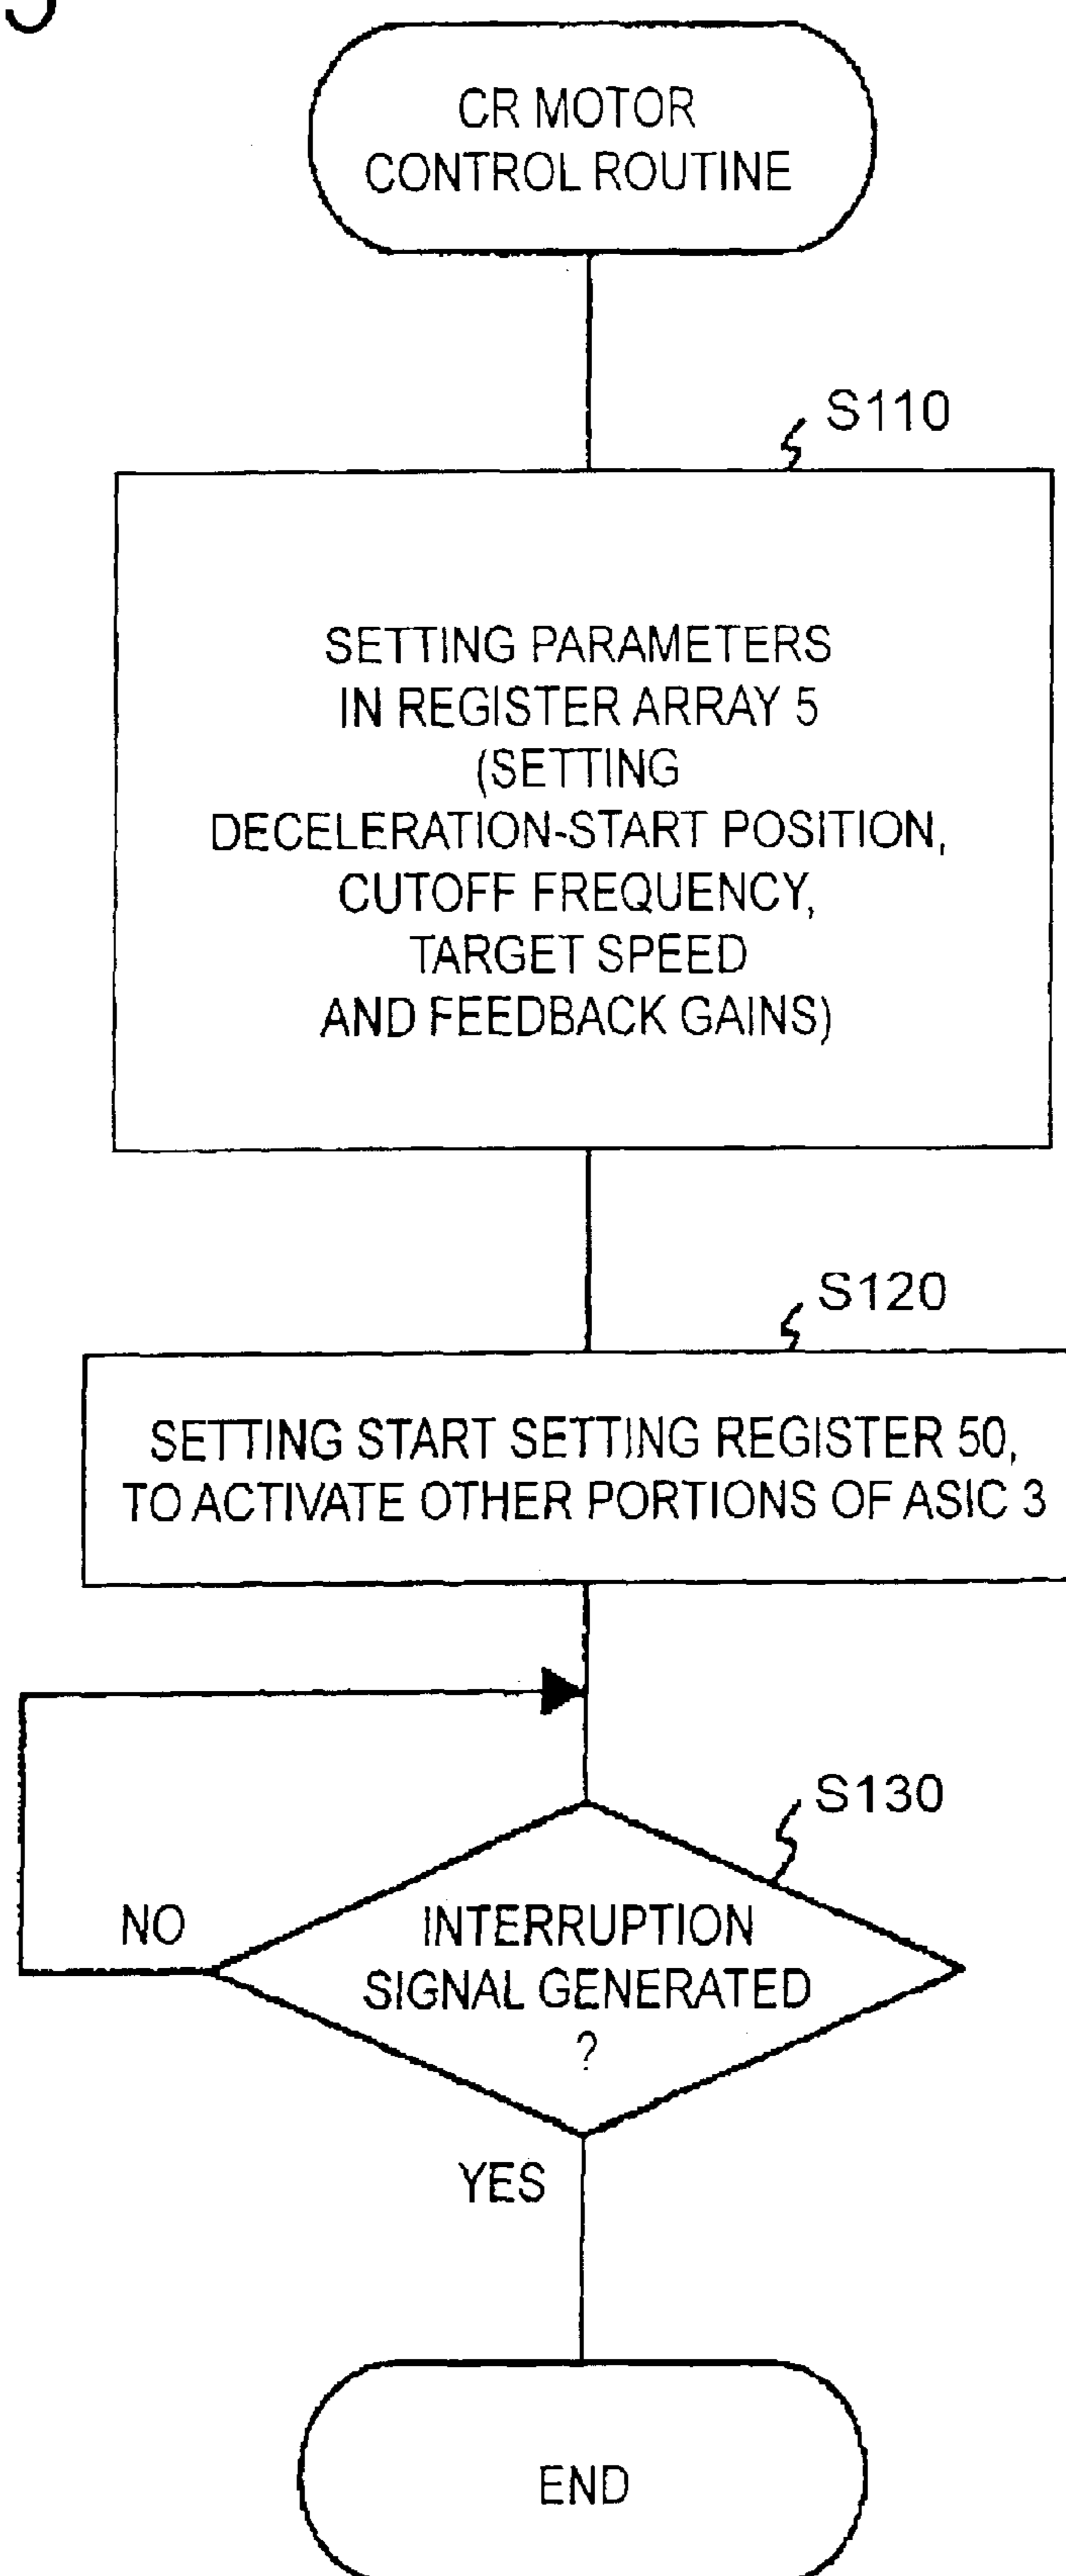 CR MOTOR
CONTROL ROUTINE
S110
SETTING PARAMETERS
IN REGISTER ARRAY 5
(SETTING
DECELERATION-START POSITION,
CUTOFF FREQUENCY,
TARGET SPEED
AND FEEDBACK GAINS)
S120
SETTING START SETTING REGISTER 50,
TO ACTIVATE OTHER PORTIONS OF ASIC 3
S130
NO
INTERRUPTION
SIGNAL GENERATED
?
YES
END